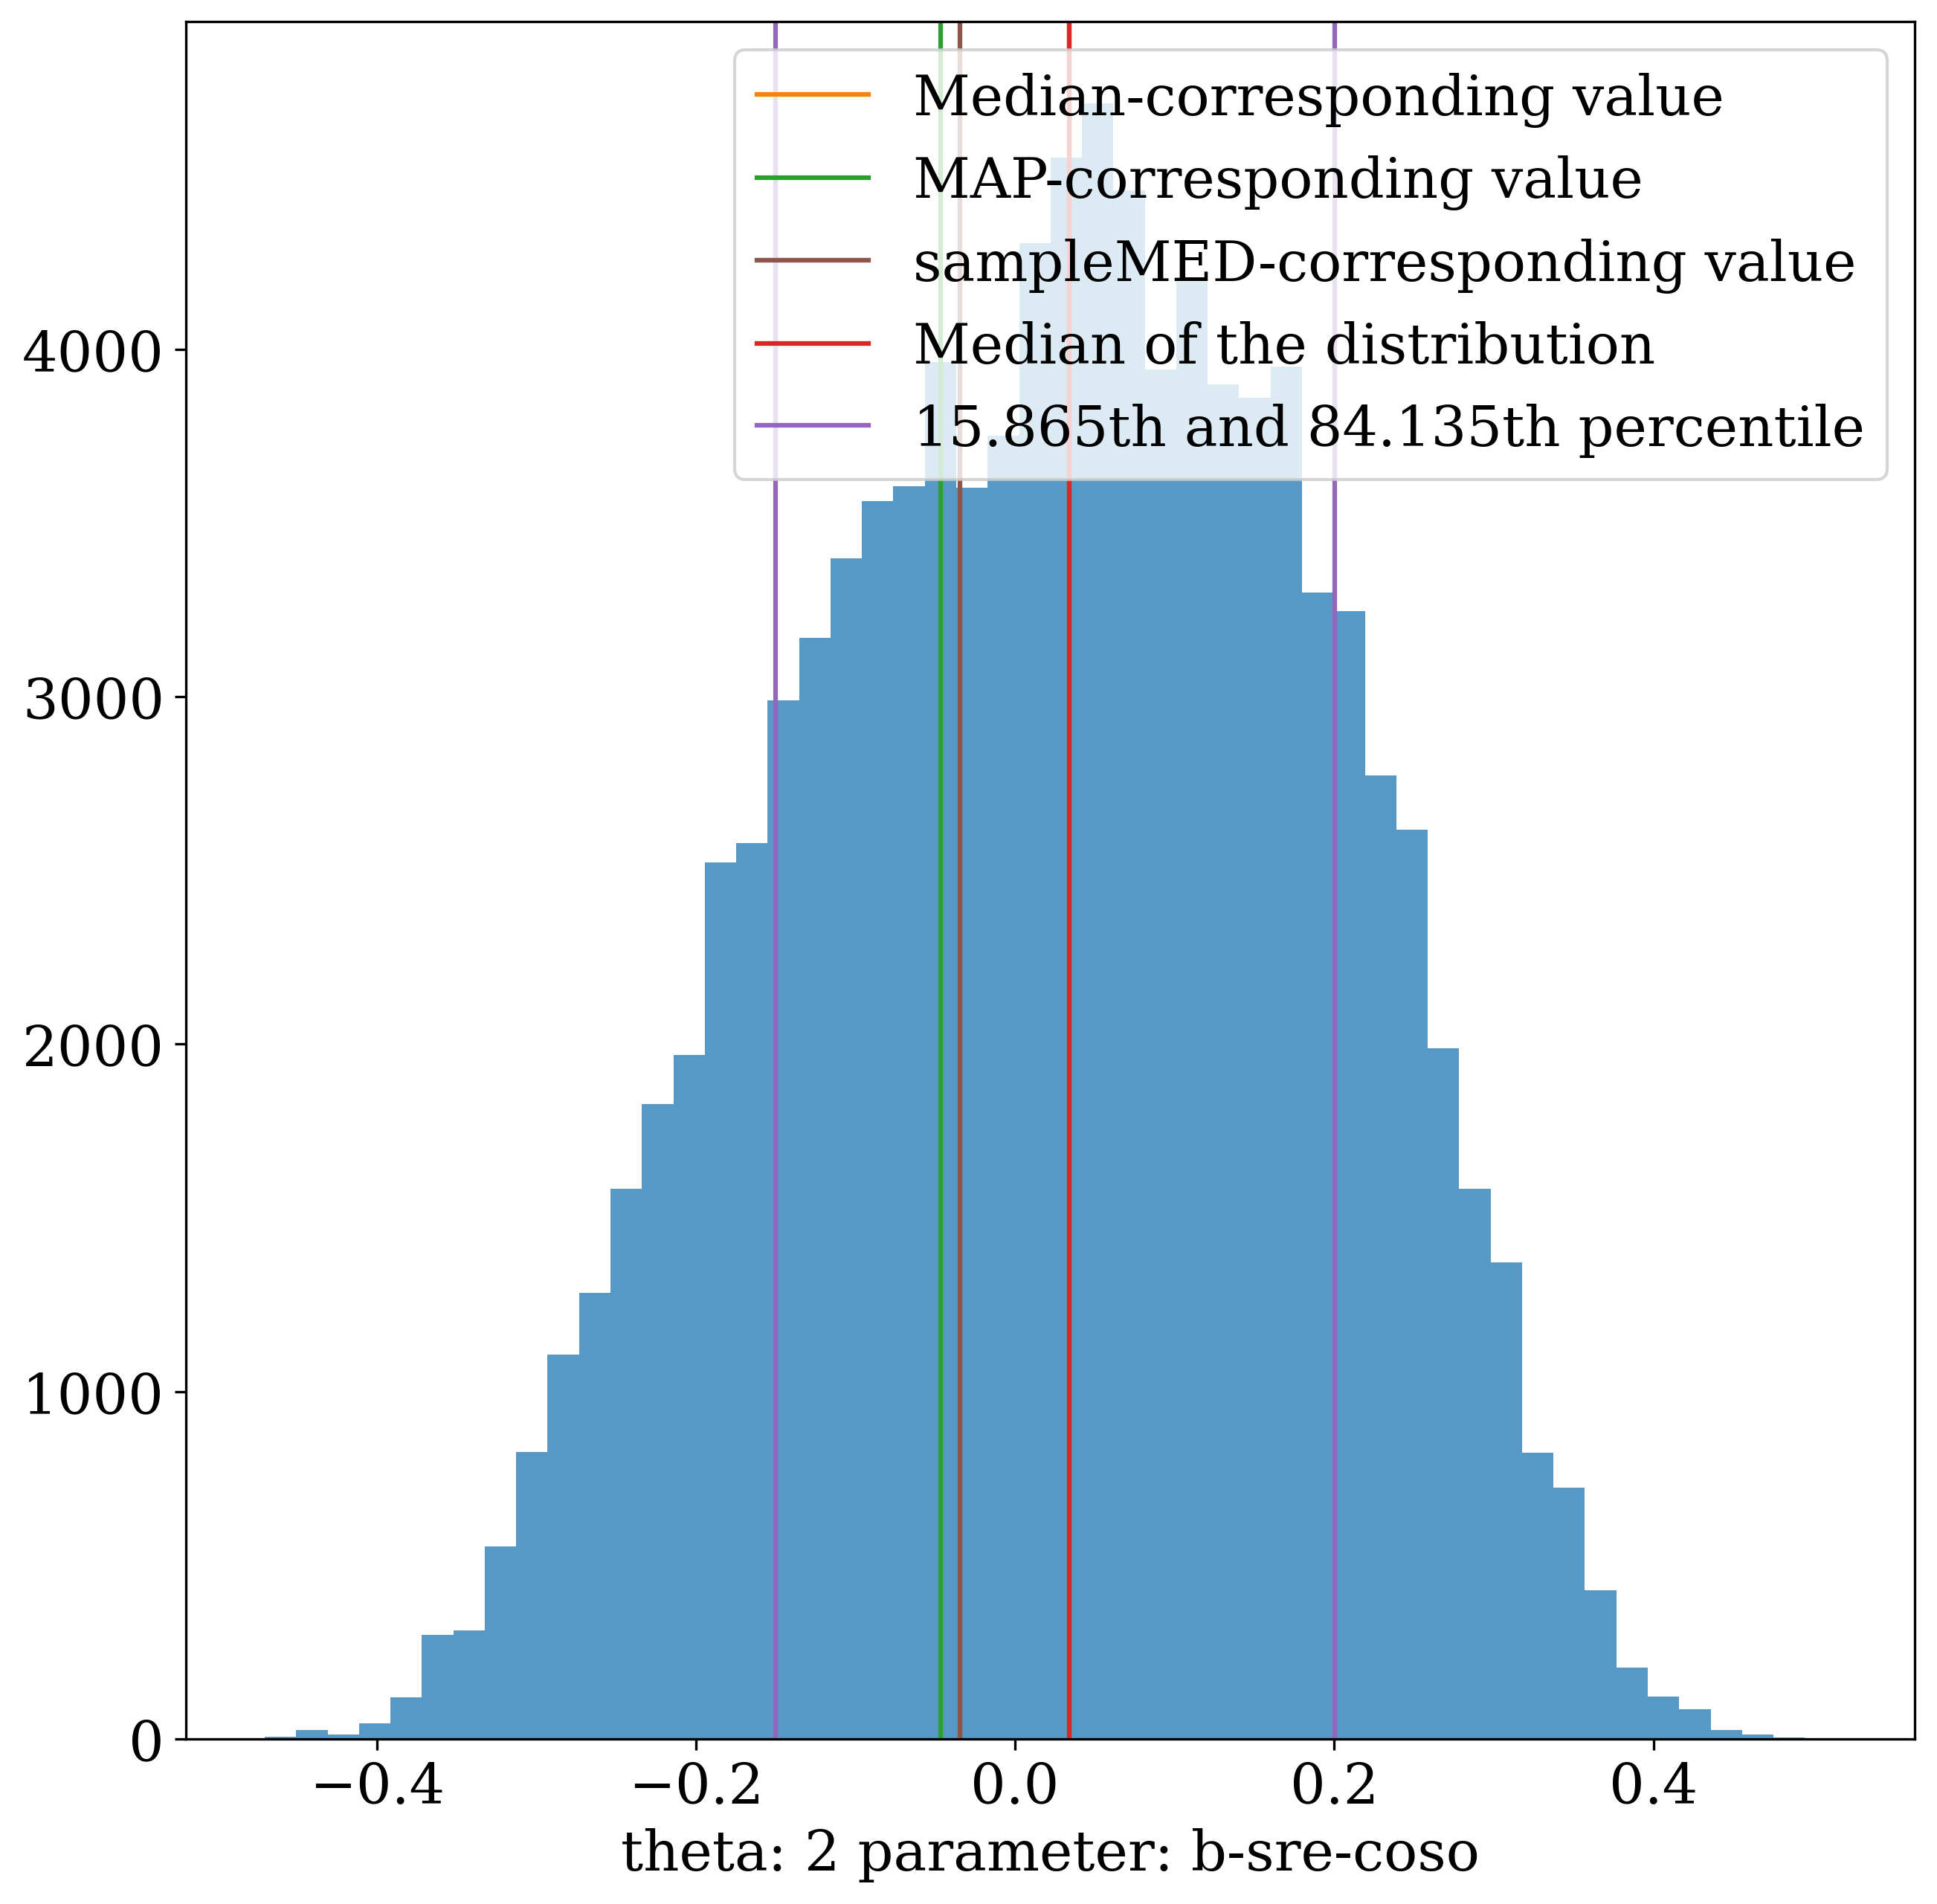 Median-corresponding value
MAP-corresponding value
sampleMED-corresponding value
Median of the distribution
15.865th and 84.135th percentile
4000
3000
2000
1000
0
−0.4 −0.2 0.0 0.2 0.4
theta: 2 parameter: b-sre-coso